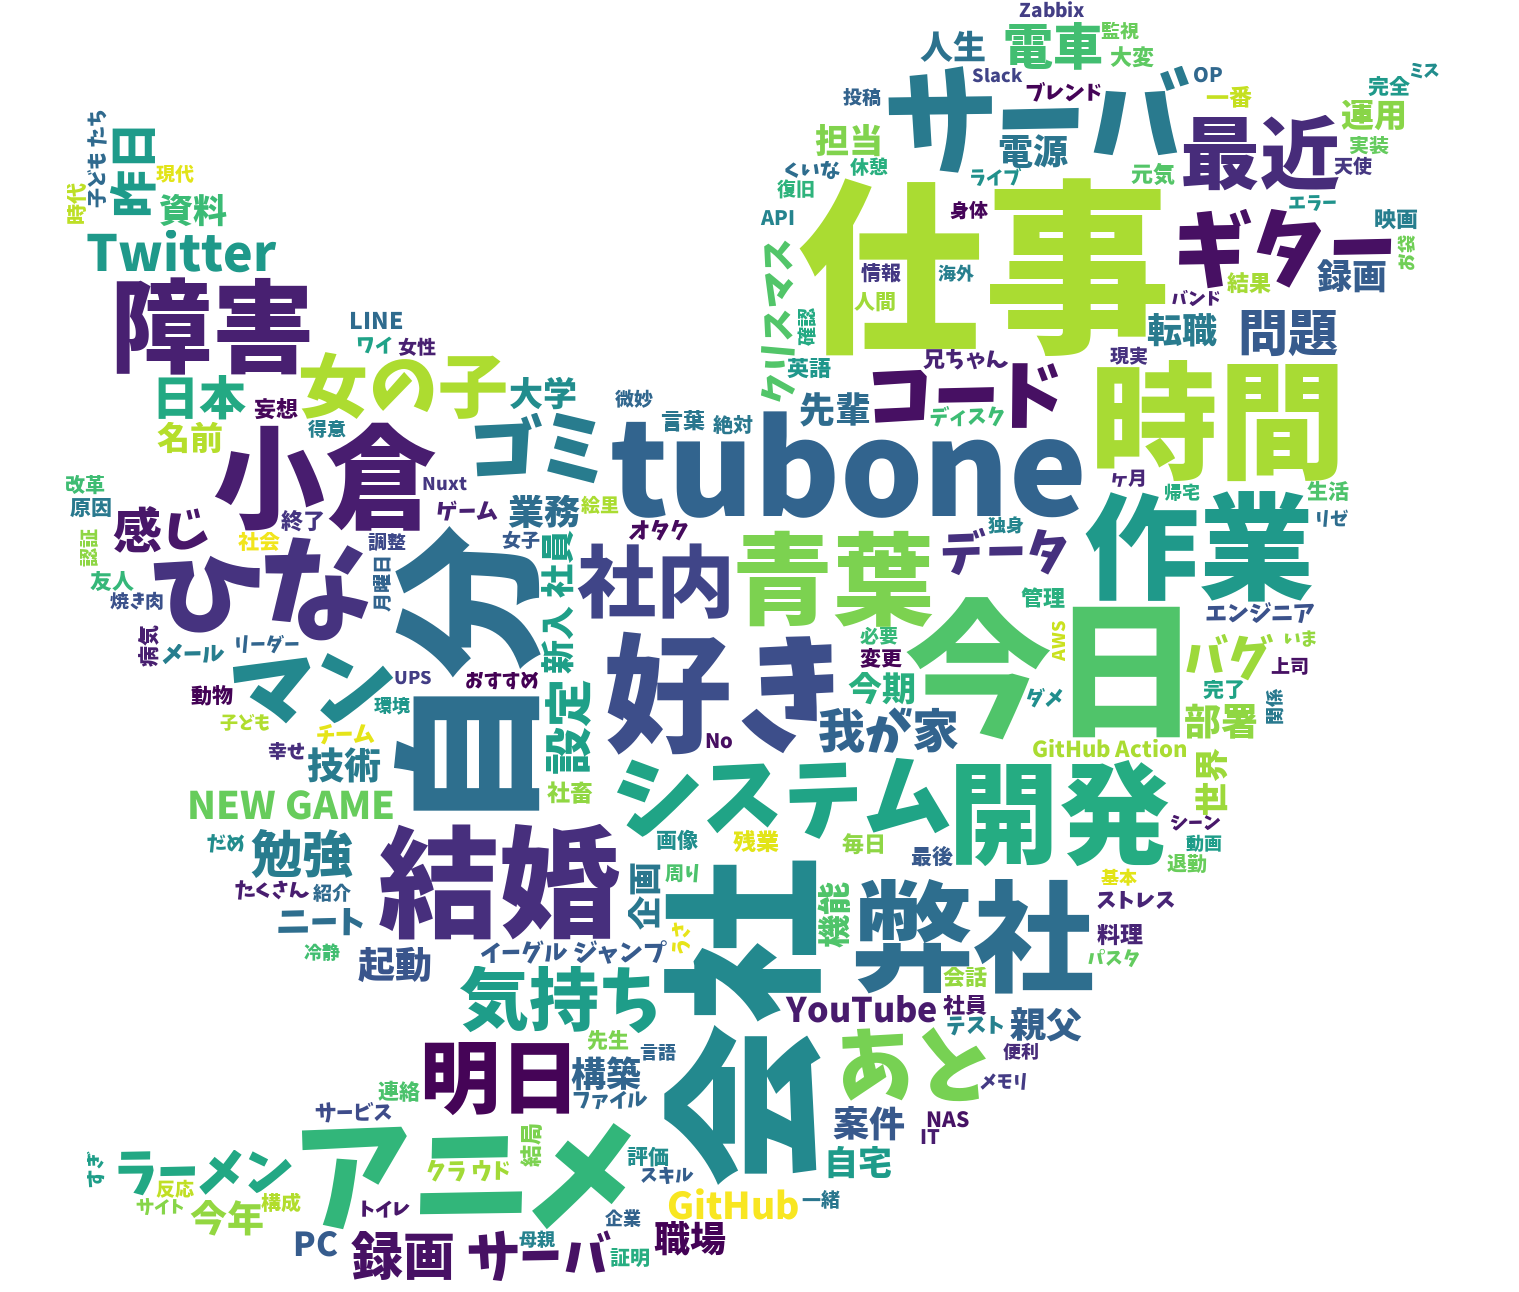 Zabbix
人生
電車
監視
大変
Slack
OP
ミス
完全
サーバ
ブレンド
投稿
一番
運用
最近
担当
電源
実装
天使
くいな
休憩
復旧
ライブ
元気
エラー
子どもたち
昨日
現代
時代
資料
Twitter
API
身体
仕事
ギター
映画
お袋
録画
結果
情報
海外
人間
バンド
クリスマス
確認
障害
LINE
ワイ
女性
転職
問題
兄ちゃん
現実
英語
女の子
日本
妄想
大学
微妙
先輩
コード
ディスク
時間
名前
得意
ゴミ
言葉
絶対
tubone
小倉
Nuxt
ケ月
帰宅
生活
改革
原因
感じ
終了
ゲーム
業務
絵里
独身
リゼ
作業
社会
調整
女子
オタク
認証
友人
焼き肉
ひな
月曜日
自分
新入社員
社内
青葉
データ
管理
エンジニア
病気
メール
リーダー
マン
UPS
おすすめ
好き
必要
変更
今日
AWS
バグ
いま
上司
動物
子ども
環境
設定
今期
ダメ
完了
関係
チーム
幸せ
技術
No
我が家
部署
GitHub Action
世界
NEW GAME
社畜
システム
開発
シーン
動画
退勤
だめ
勉強
結婚
画像
残業
毎日
最後
たくさん
紹介
企画
周り
会社
機能
弊社
基本
ストレス
ニート
冷静
起動
イーグルジャンプ
うさ
料理
パスタ
会話
気持ち
YouTube
社員
テスト
親父
先生
言語
あと
便利
明日
構築
メモリ
連絡
ファイル
サービス
案件
NAS
IT
アニメ
結局
評価
スキル
自宅
すぎ
ラーメン
反応
サイト
構成
今年
クラウド
トイレ
GitHub
一緒
企業
PC
録画サーバ
母親
証明
職場